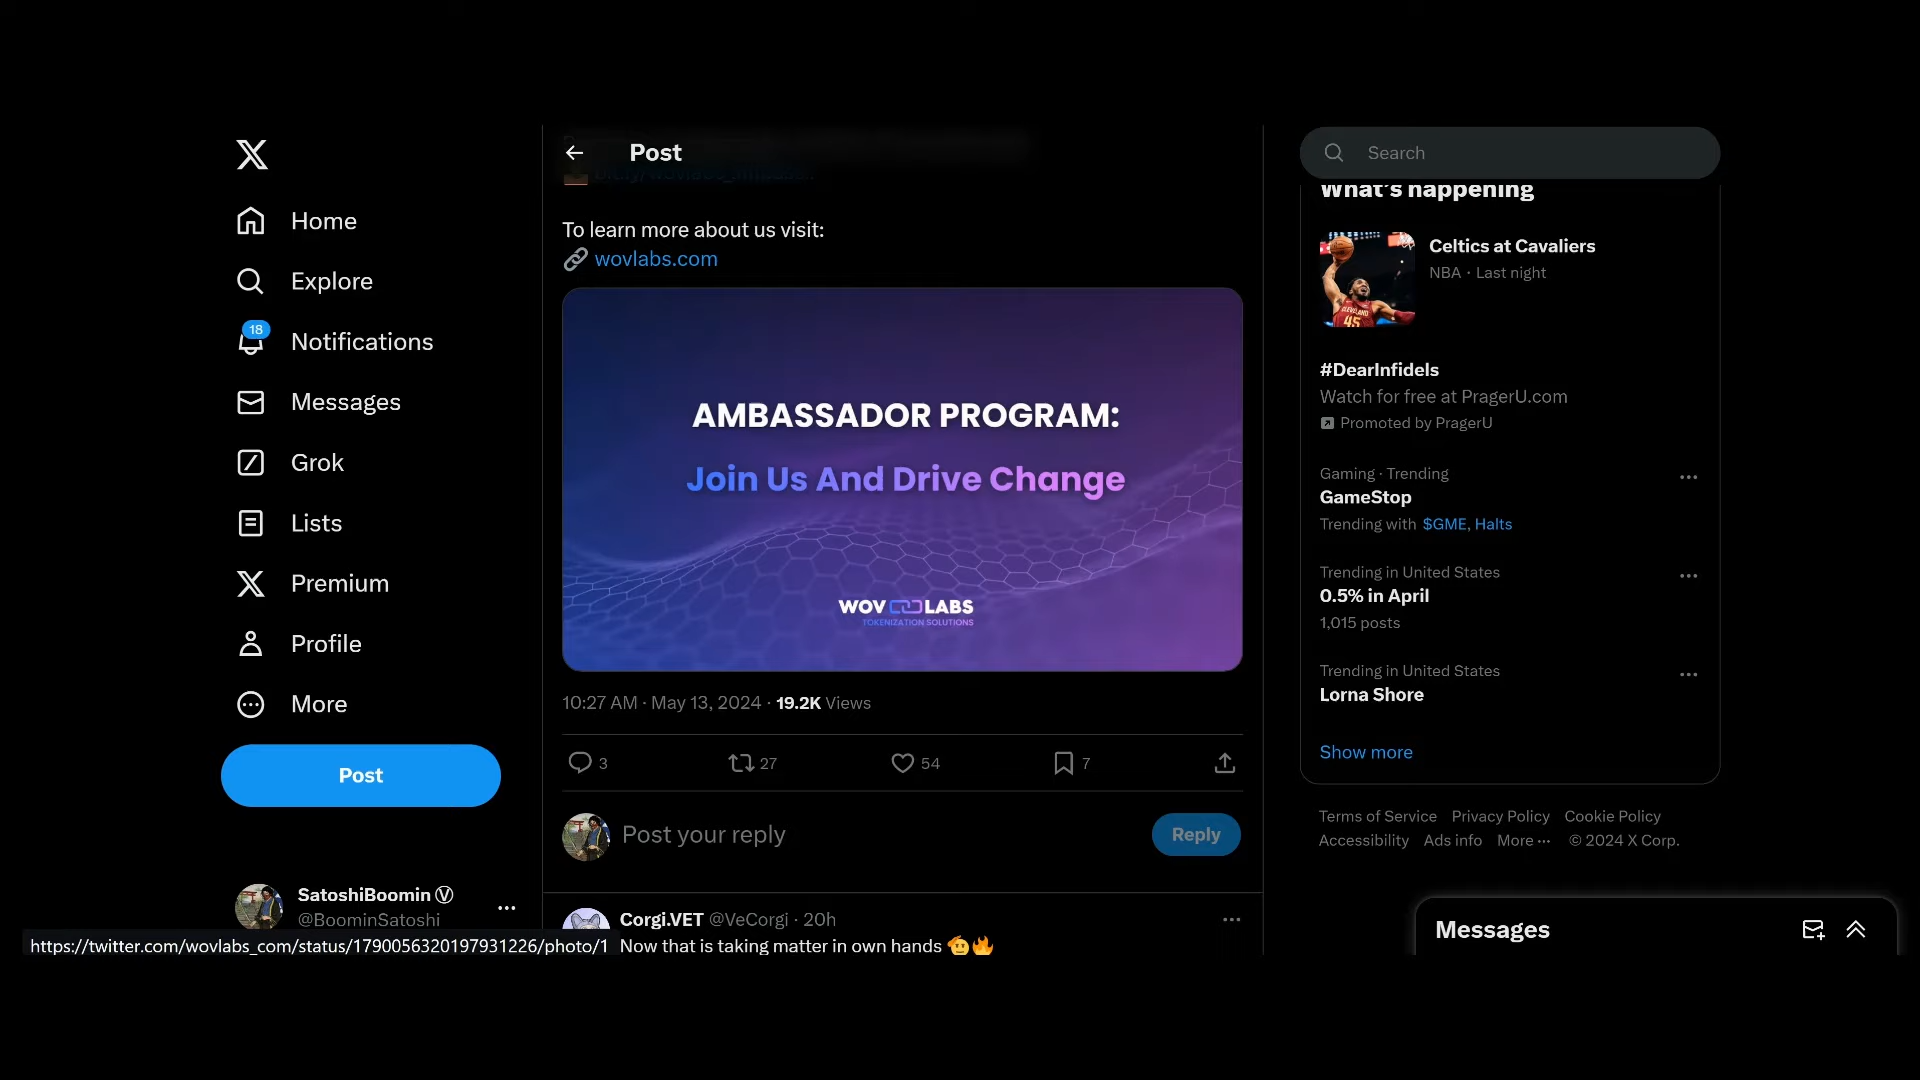 Home
Explore
18
Notifications
Messages
Grok
Lists
Premium
Profile
More
Post
SatoshiBoomin Ⓥ
@BoominSatoshi
https://twitter.com/wovlabs_com/status/1790056320197931226/photo/1
Post
To learn more about us visit:
wovlabs.com
AMBASSADOR PROGRAM:
Join Us And Drive Change
WOV LABS
TOKENIZATION SOLUTIONS
10:27 AM · May 13, 2024 · 19.2K Views
3 27 54 7
Post your reply
Reply
Corgi.VET @VeCorgi · 20h
Now that is taking matter in own hands 🫡🔥
Search
What's happening
Celtics at Cavaliers
NBA · Last night
45
#DearInfidels
Watch for free at PragerU.com
Promoted by PragerU
Gaming · Trending
GameStop
Trending with $GME, Halts
Trending in United States
0.5% in April
1,015 posts
Trending in United States
Lorna Shore
Show more
Terms of Service Privacy Policy Cookie Policy
Accessibility Ads info More ··· © 2024 X Corp.
Messages